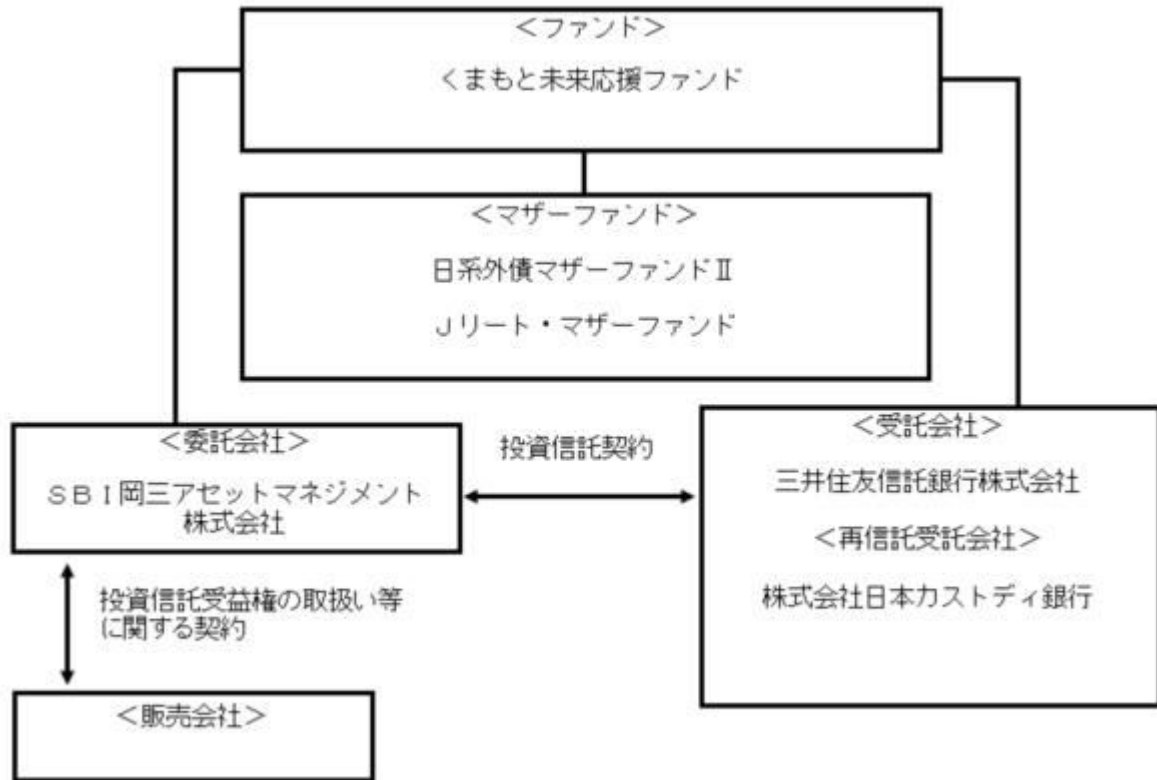 ＜ファンド＞
くまもと未来応援ファンド
＜マザーファンド＞
日系外債マザーファンドⅡ
Ｊリート・マザーファンド
＜委託会社＞
ＳＢＩ岡三アセットマネジメント
株式会社
投資信託契約
＜受託会社＞
三井住友信託銀行株式会社
＜再信託受託会社＞
株式会社日本カストディ銀行
投資信託受益権の取扱い等
に関する契約
＜販売会社＞